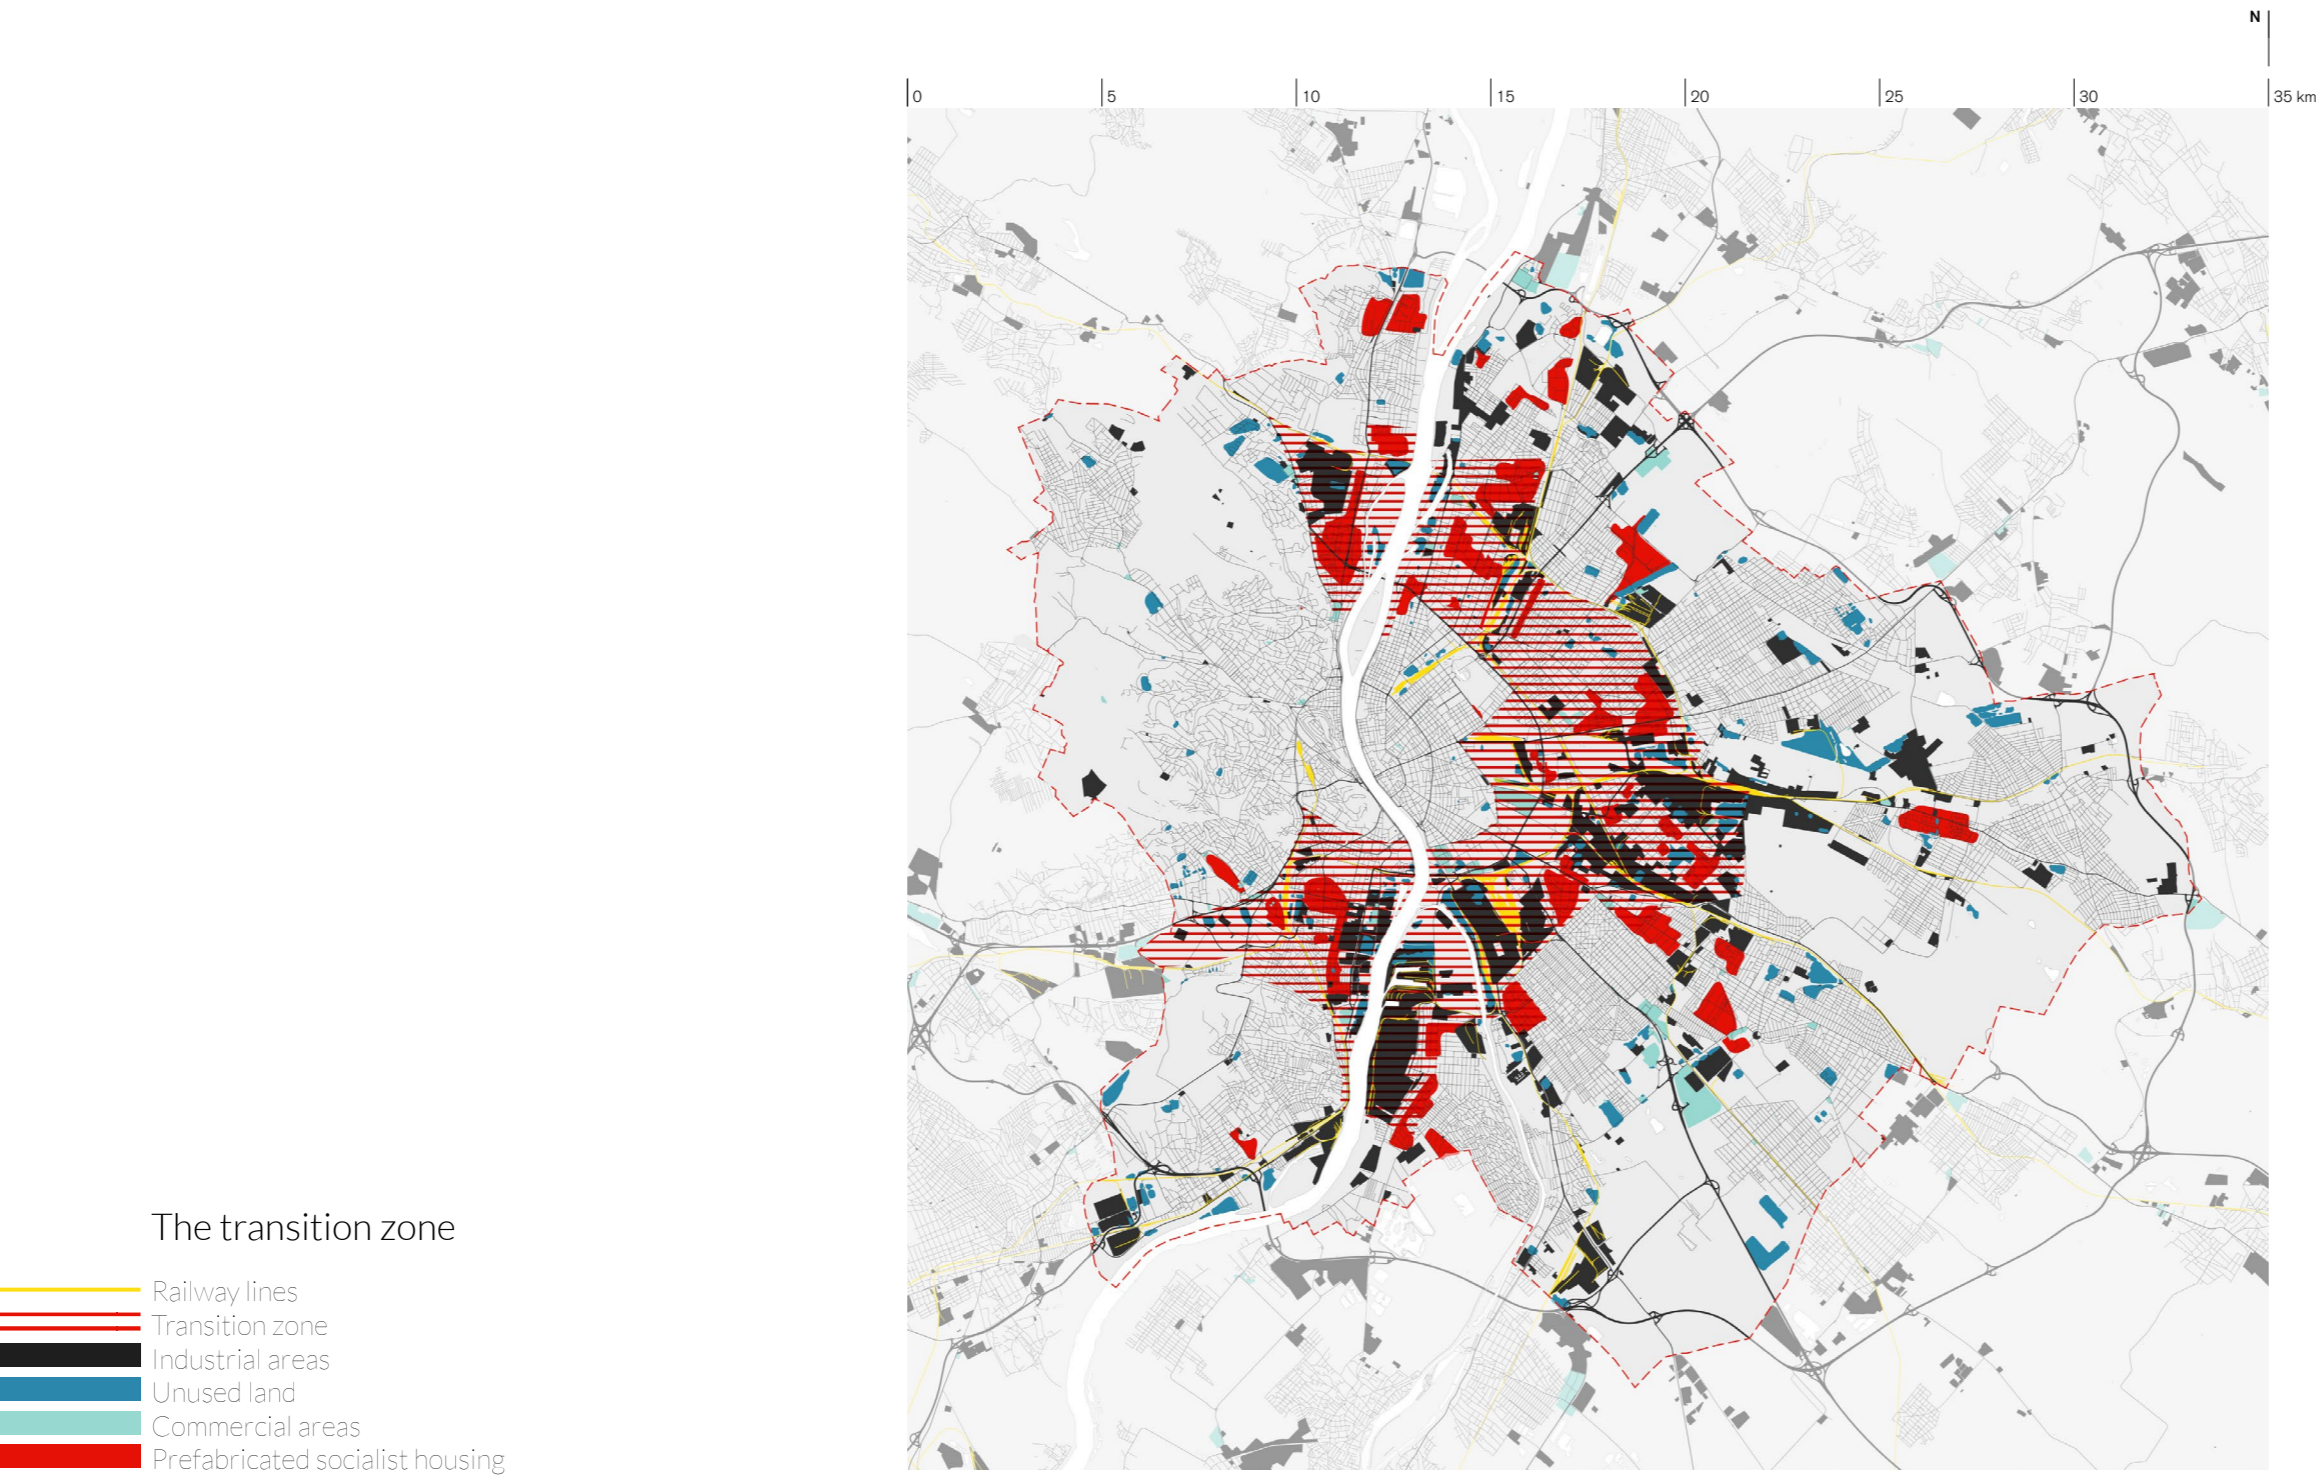 N
0 5 10 15 20 25 30 35 km
The transition zone
Railway lines
Transition zone
Industrial areas
Unused land
Commercial areas
Prefabricated socialist housing